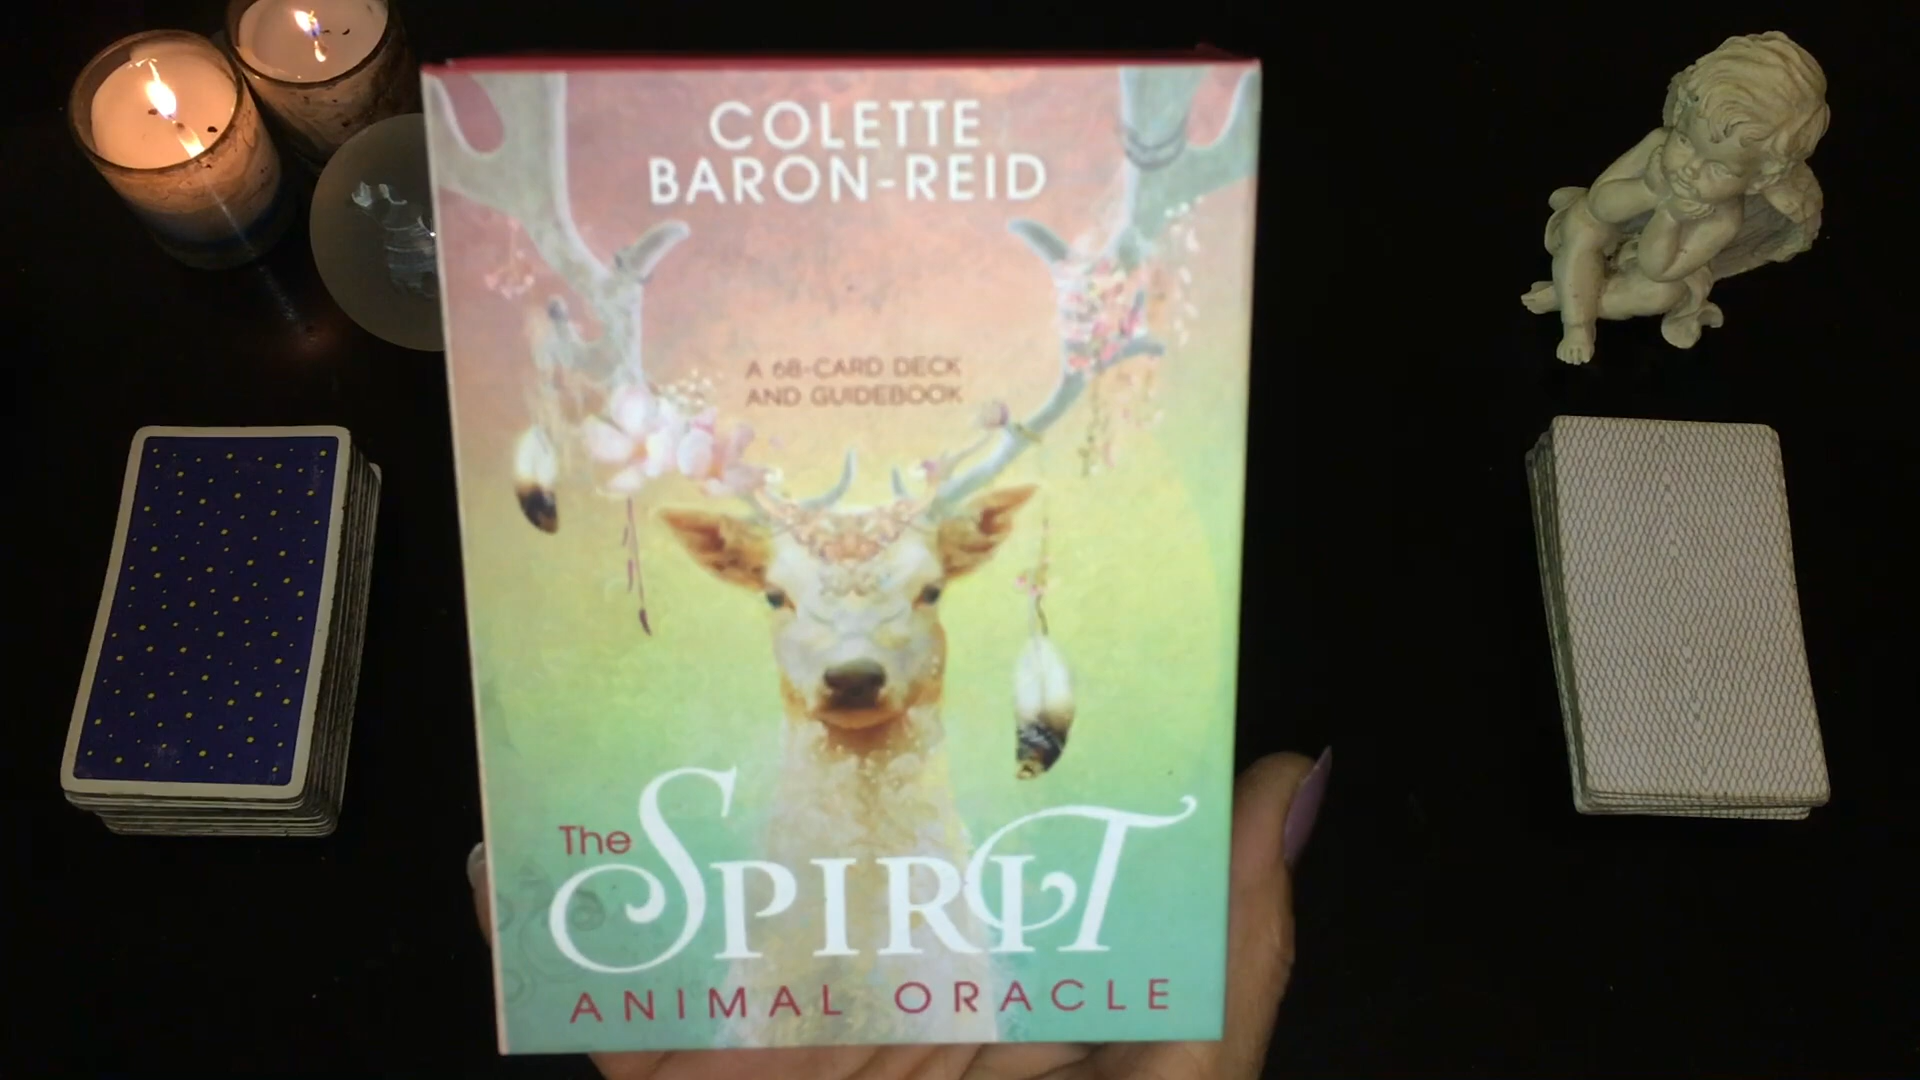 COLETTE
BARON-REID
A 68-CARD DECK
AND GUIDEBOOK
The SPIRIT
ANIMAL ORACLE